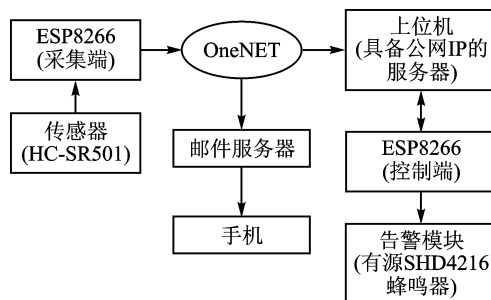 ESP8266
(采集端)
OneNET
上位机
(具备公网IP的
服务器)
传感器
(HC-SR501)
邮件服务器
ESP8266
(控制端)
手机
告警模块
(有源SHD4216
蜂鸣器)